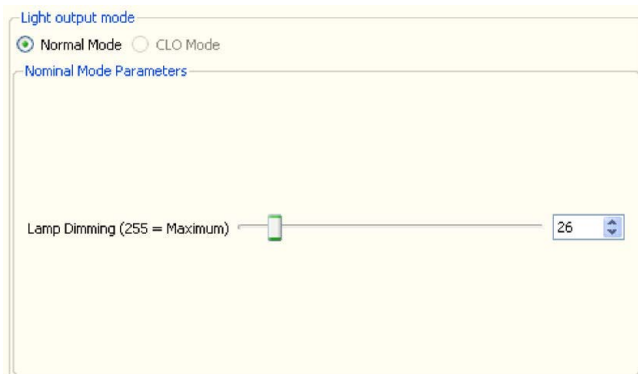 Light output mode
Normal Mode CLO Mode
Nominal Mode Parameters
Lamp Dimming (255 = Maximum) 26